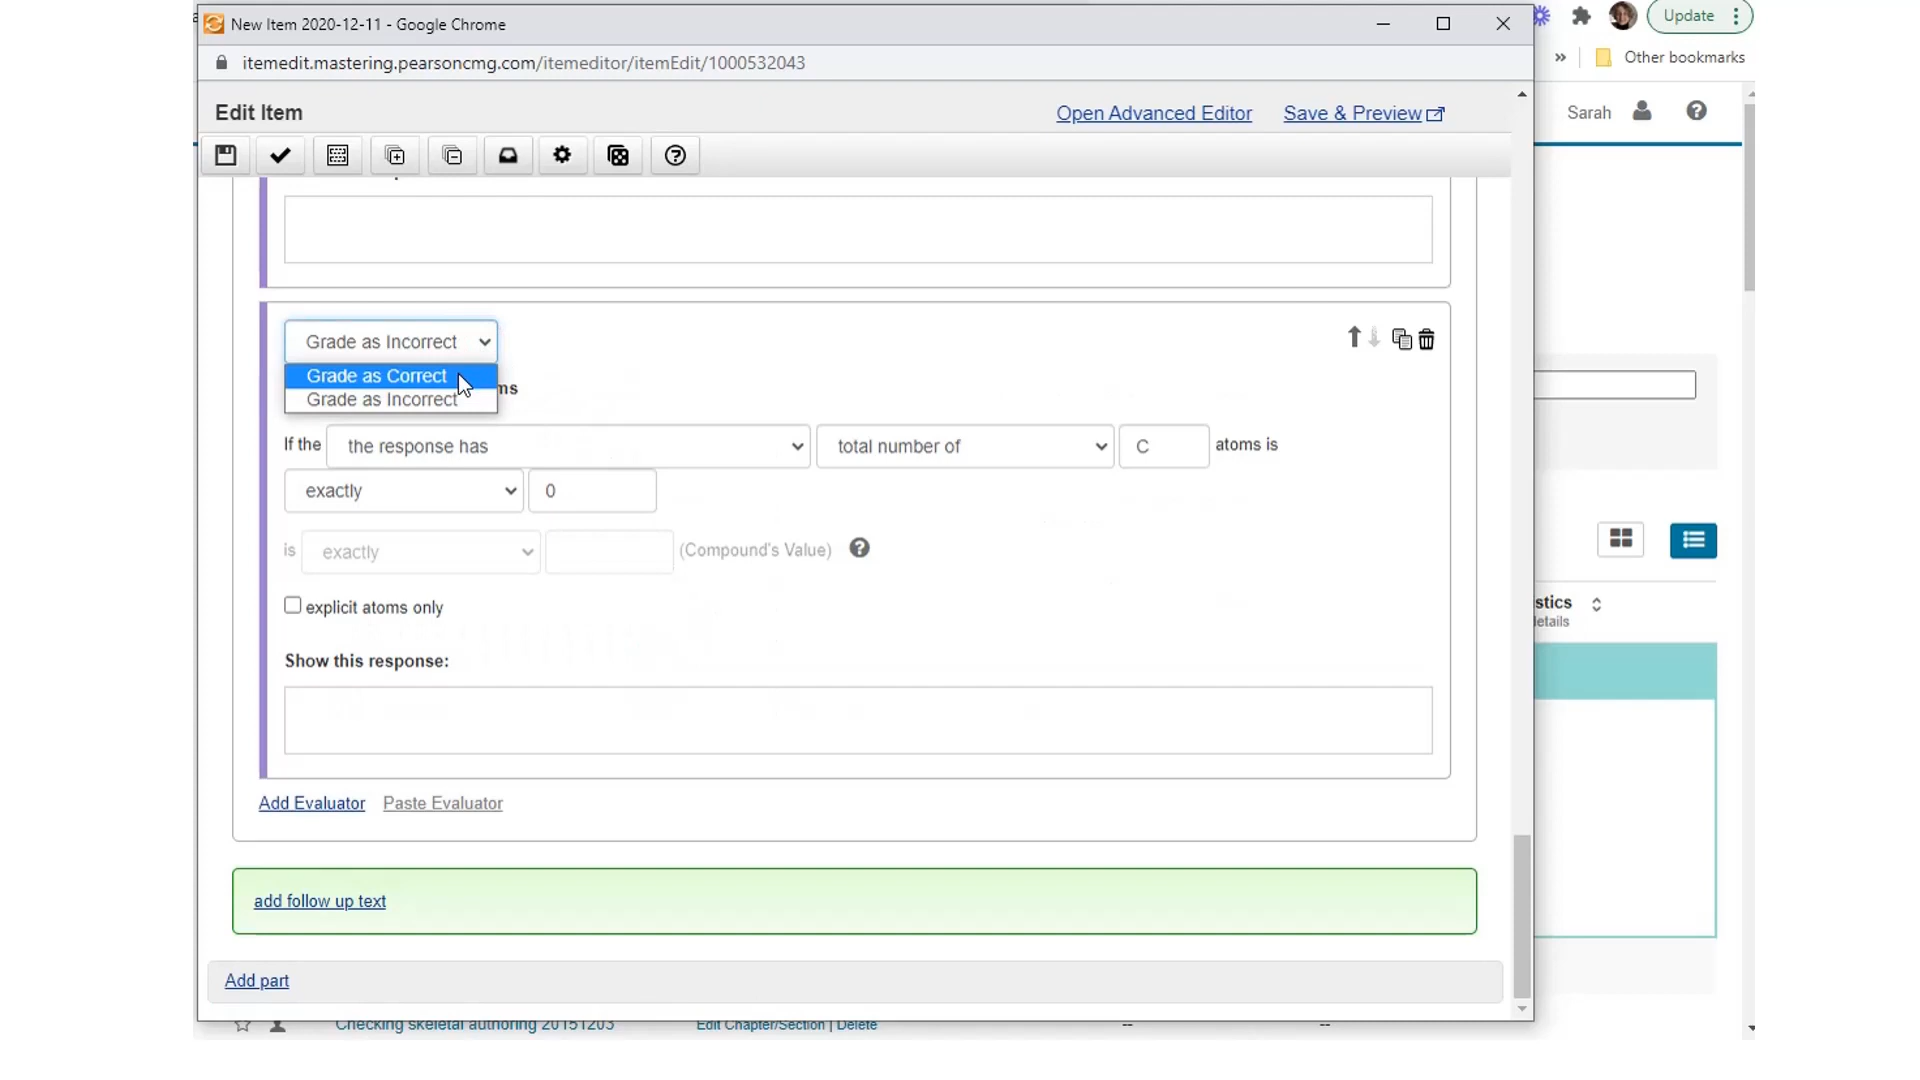 New Item 2020-12-11 - Google Chrome
Update
itemedit.mastering.pearsoncmg.com/itemeditor/itemEdit/1000532043
Other bookmarks
Edit Item
Open Advanced Editor
Save & Preview
Sarah
Grade as Incorrect
Grade as Correct
Grade as Incorrect
If the
the response has
total number of
C
atoms is
exactly
0
is
exactly
(Compound's Value)
explicit atoms only
Show this response:
Add Evaluator
Paste Evaluator
add follow up text
Add part
Checking skeletal authoring 20151203
Edit Chapter/Section | Delete
--
--